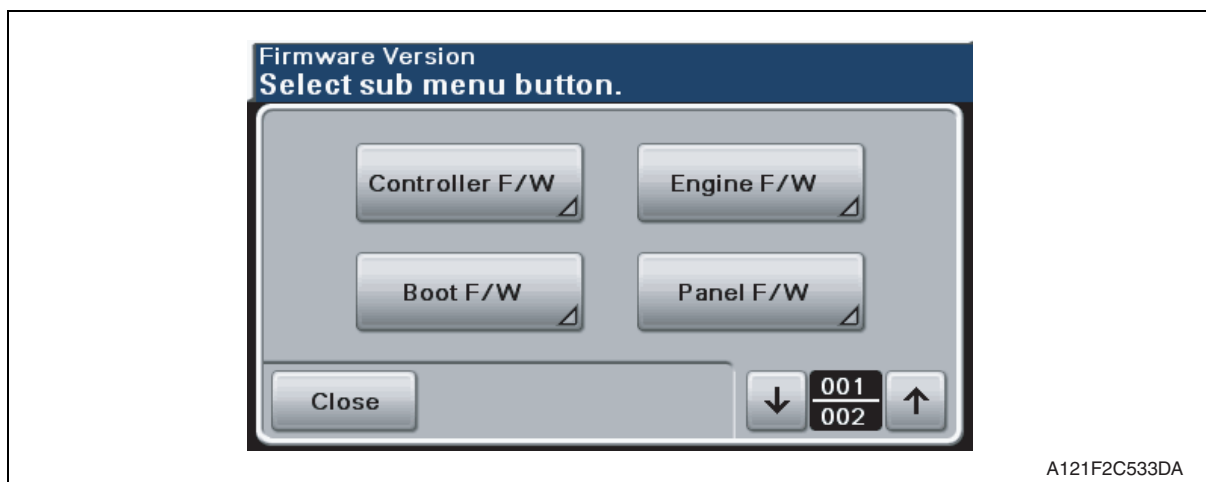 Firmware Version
Select sub menu button.
Controller F/W
Engine F/W
Boot F/W
Panel F/W
Close
↓
001
002
↑
A121F2C533DA